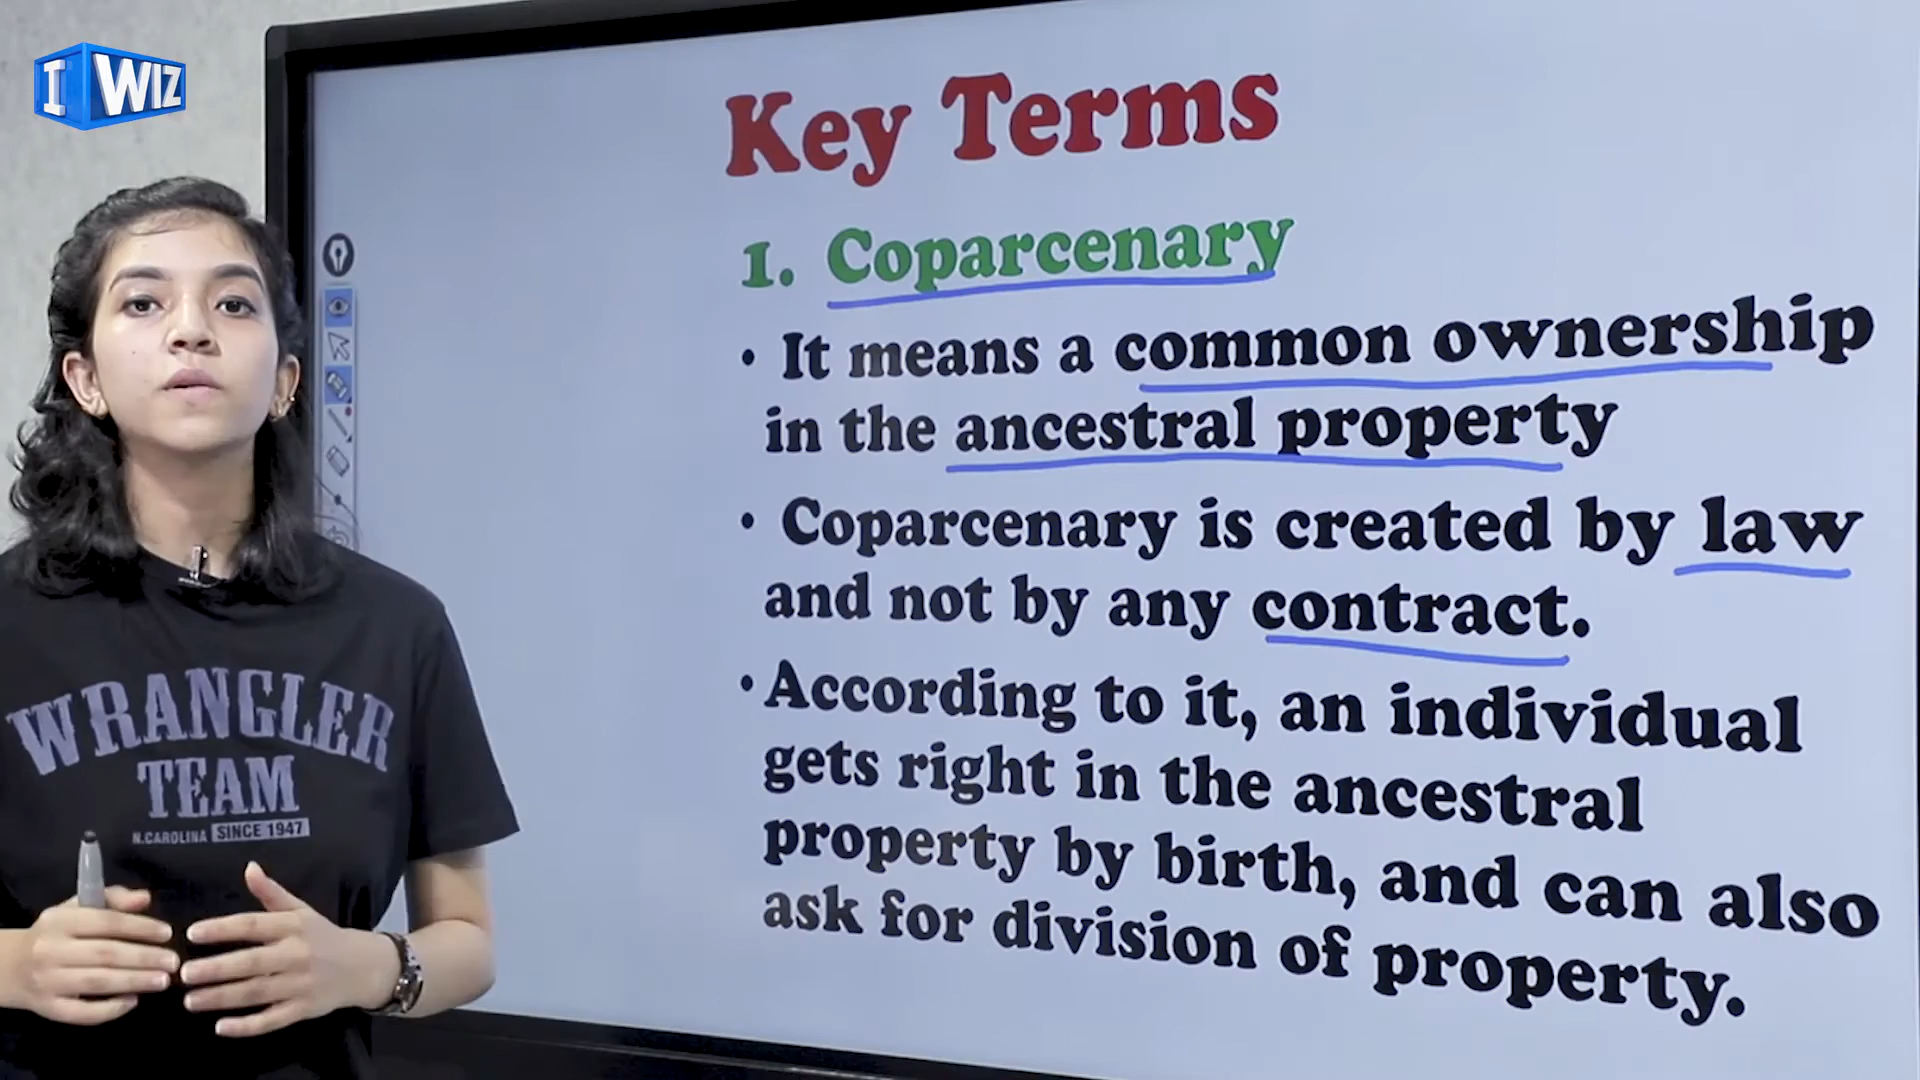 I WIZ
Key Terms
1. Coparcenary
• It means a common ownership
in the ancestral property
• Coparcenary is created by law
and not by any contract.
• According to it, an individual
gets right in the ancestral
property by birth, and can also
ask for division of property.
WRANGLER
TEAM
N.CAROLINA SINCE 1947